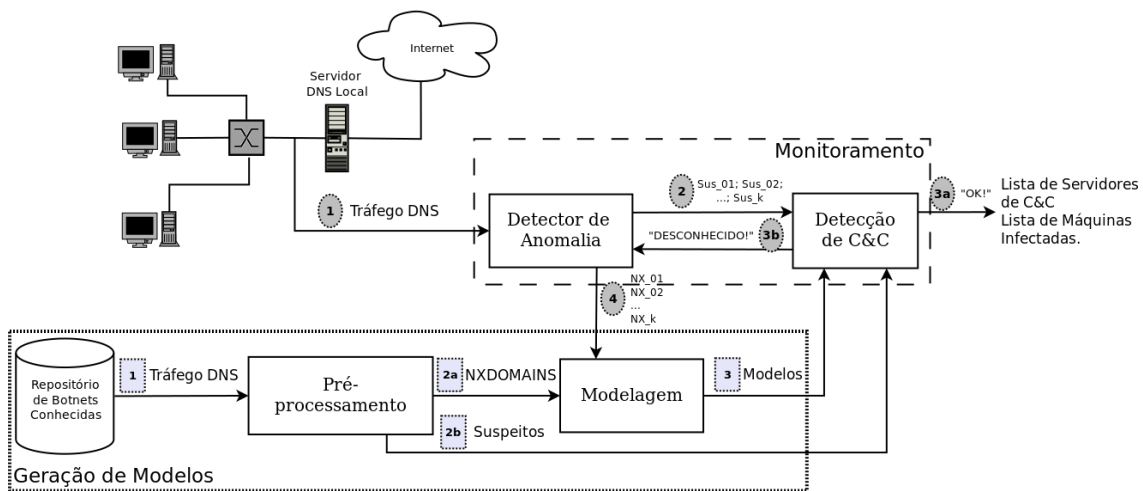 Internet
Servidor
DNS Local
Monitoramento
1 Tráfego DNS
Detector de
Anomalia
2
Sus_01; Sus_02;
...; Sus_k
"DESCONHECIDO!"
3b
Detecção
de C&C
3a
"OK!"
Lista de Servidores
de C&C
Lista de Máquinas
Infectadas.
4
NX_01
NX_02
...
NX_k
Repositório
de Botnets
Conhecidas
1 Tráfego DNS
Pré-
processamento
2a NXDOMAINS
Modelagem
3 Modelos
2b Suspeitos
Geração de Modelos